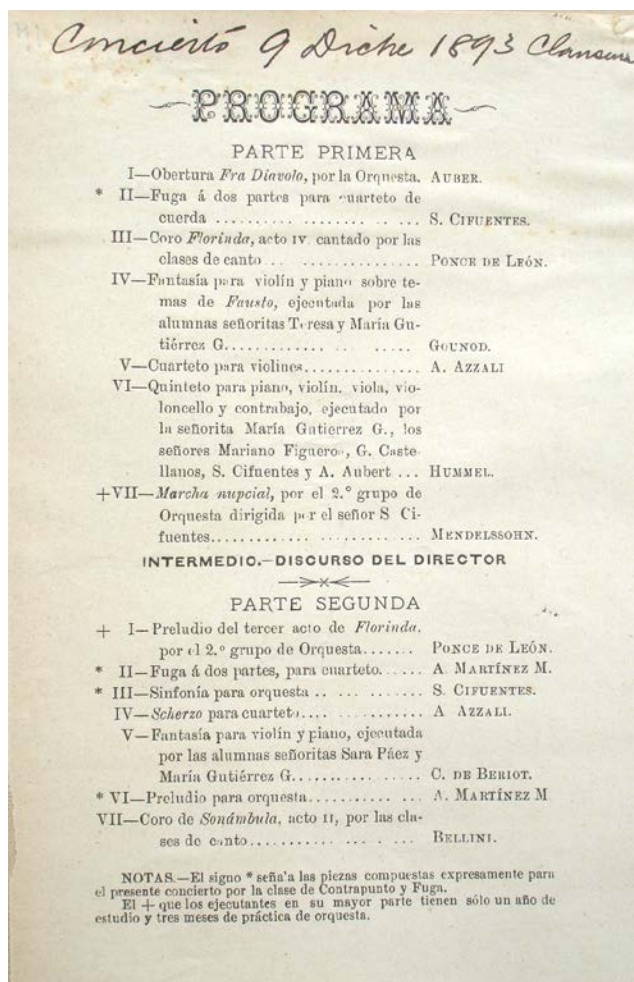 Concierto 9 Dicbe 1893 Clausura
PROGRAMA
PARTE PRIMERA
I—Obertura Fra Diavolo, por la Orquesta. AUBER.
* II—Fuga á dos partes para cuarteto de
cuerda .................... S. CIFUENTES.
III—Coro Florinda, acto IV. cantado por las
clases de canto .................... PONCE DE LEÓN.
IV—Fantasía para violín y piano sobre te-
mas de Fausto, ejecutada por las
alumnas señoritas Teresa y María Gu-
tiérrez G.................... GOUNOD.
V—Cuarteto para violines............... A. AZZALI
VI—Quinteto para piano, violín, viola, vio-
loncello y contrabajo, ejecutado por
la señorita María Gutierrez G., los
señores Mariano Figueroa, G. Caste-
llanos, S. Cifuentes y A. Aubert ... HUMMEL.
+VII—Marcha nupcial, por el 2.º grupo de
Orquesta dirigida por el señor S Ci-
fuentes.................... MENDELSSOHN.
INTERMEDIO.—DISCURSO DEL DIRECTOR
PARTE SEGUNDA
+ I—Preludio del tercer acto de Florinda.
por el 2.º grupo de Orquesta....... PONCE DE LEÓN.
* II—Fuga á dos partes, para cuarteto...... A. MARTÍNEZ M.
* III—Sinfonía para orquesta .............. S. CIFUENTES.
IV—Scherzo para cuarteto................ A AZZALI.
V—Fantasía para violín y piano, ejecutada
por las alumnas señoritas Sara Páez y
María Gutiérrez G.................... C. DE BERIOT.
* VI—Preludio para orquesta............... A. MARTÍNEZ M
VII—Coro de Sonámbula, acto II, por las cla-
ses de canto.................... BELLINI.
NOTAS.—El signo * seña'a las piezas compuestas expresamente para
el presente concierto por la clase de Contrapunto y Fuga.
El + que los ejecutantes en su mayor parte tienen sólo un año de
estudio y tres meses de práctica de orquesta.